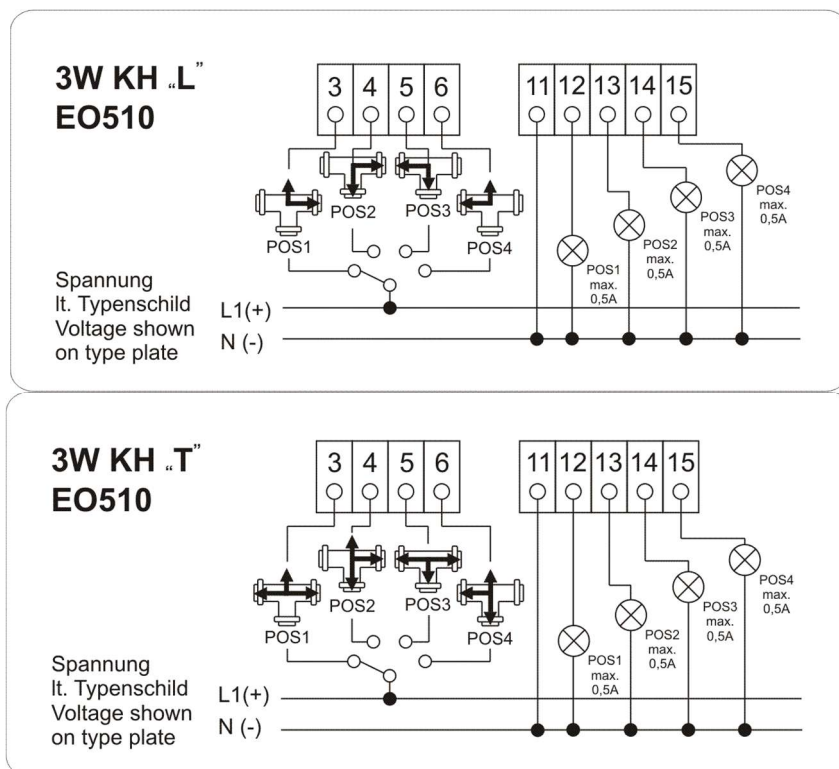 3W KH „L”
EO510
3 4 5 6
11 12 13 14 15
POS1
POS2
POS3
POS4
POS1
max.
0,5A
POS2
max.
0,5A
POS3
max.
0,5A
POS4
max.
0,5A
Spannung
lt. Typenschild
Voltage shown
on type plate
L1(+)
N (-)
3W KH „T”
EO510
3 4 5 6
11 12 13 14 15
POS1
POS2
POS3
POS4
POS1
max.
0,5A
POS2
max.
0,5A
POS3
max.
0,5A
POS4
max.
0,5A
Spannung
lt. Typenschild
Voltage shown
on type plate
L1(+)
N (-)